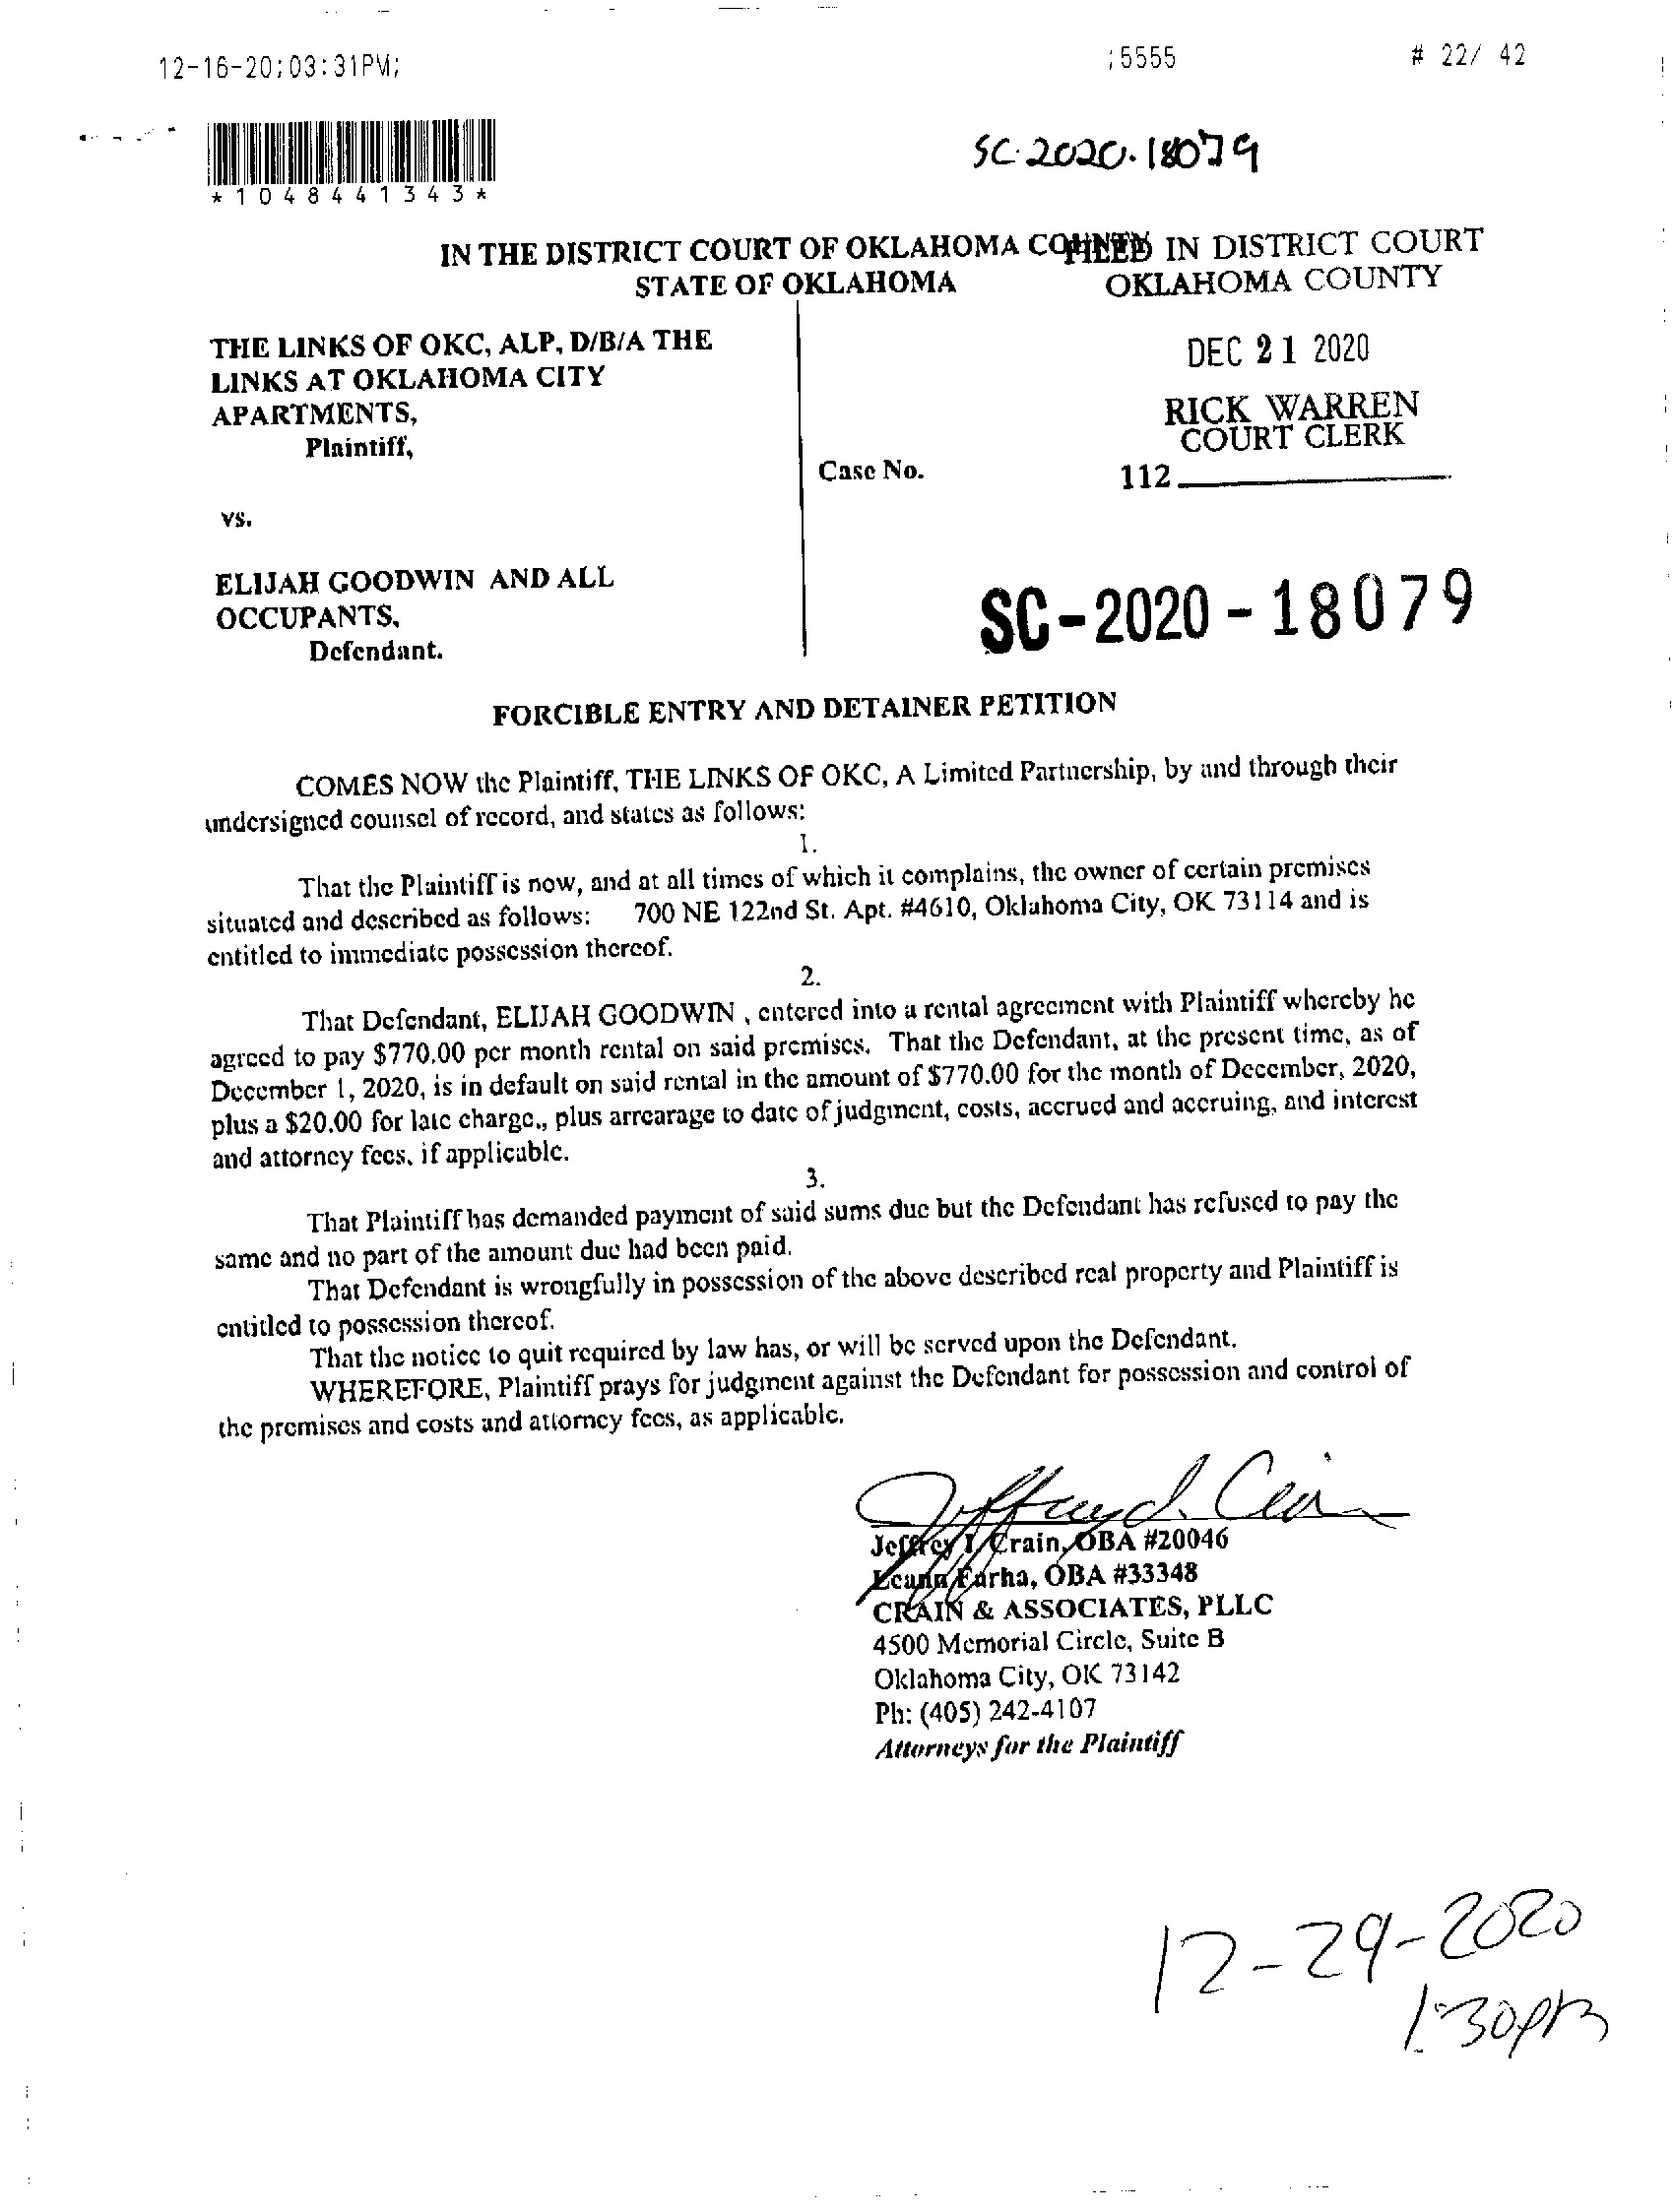 12-16-20;03:31PM; ;5555 # 22/ 42
*1048441343*
SC-2020-18079
IN THE DISTRICT COURT OF OKLAHOMA COUNTY
STATE OF OKLAHOMA
FILED IN DISTRICT COURT
OKLAHOMA COUNTY
DEC 21 2020
RICK WARREN
COURT CLERK
112
THE LINKS OF OKC, ALP, D/B/A THE
LINKS AT OKLAHOMA CITY
APARTMENTS,
Plaintiff,
Case No.
vs.
ELIJAH GOODWIN AND ALL
OCCUPANTS,
Defendant.
SC-2020-18079
FORCIBLE ENTRY AND DETAINER PETITION
COMES NOW the Plaintiff, THE LINKS OF OKC, A Limited Partnership, by and through their
undersigned counsel of record, and states as follows:
1.
That the Plaintiff is now, and at all times of which it complains, the owner of certain premises
situated and described as follows: 700 NE 122nd St. Apt. #4610, Oklahoma City, OK 73114 and is
entitled to immediate possession thereof.
2.
That Defendant, ELIJAH GOODWIN , entered into a rental agreement with Plaintiff whereby he
agreed to pay $770.00 per month rental on said premises. That the Defendant, at the present time, as of
December 1, 2020, is in default on said rental in the amount of $770.00 for the month of December, 2020,
plus a $20.00 for late charge., plus arrearage to date of judgment, costs, accrued and accruing, and interest
and attorney fees, if applicable.
3.
That Plaintiff has demanded payment of said sums due but the Defendant has refused to pay the
same and no part of the amount due had been paid.
That Defendant is wrongfully in possession of the above described real property and Plaintiff is
entitled to possession thereof.
That the notice to quit required by law has, or will be served upon the Defendant.
WHEREFORE, Plaintiff prays for judgment against the Defendant for possession and control of
the premises and costs and attorney fees, as applicable.
Jeffrey I. Crain, OBA #20046
Leann Farha, OBA #33348
CRAIN & ASSOCIATES, PLLC
4500 Memorial Circle, Suite B
Oklahoma City, OK 73142
Ph: (405) 242-4107
Attorneys for the Plaintiff
12-29-2020
1:30pm